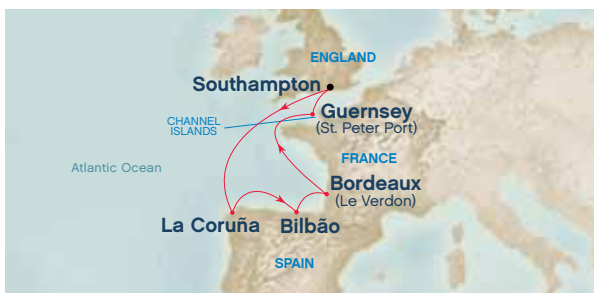 ENGLAND
Southampton
CHANNEL
ISLANDS
Guernsey
(St. Peter Port)
FRANCE
Atlantic Ocean
Bordeaux
(Le Verdon)
La Coruña
Bilbão
SPAIN